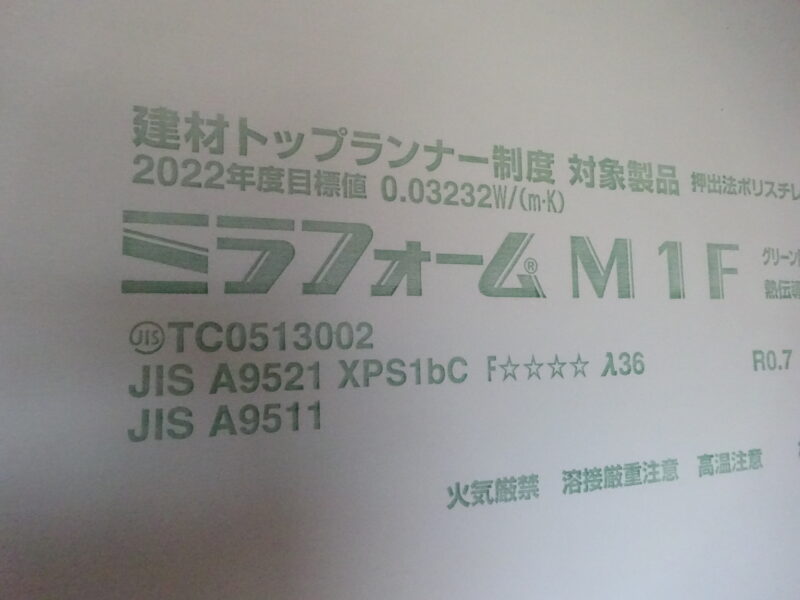 建材トップランナー制度 対象製品 押出法ポリスチレ
2022年度目標値 0.03232W/(m·K)
ミラフォーム® M1F グリーン
熱伝導
JIS TC0513002
JIS A9521 XPS1bC F☆☆☆☆ λ36 R0.7
JIS A9511
火気厳禁 溶接厳重注意 高温注意